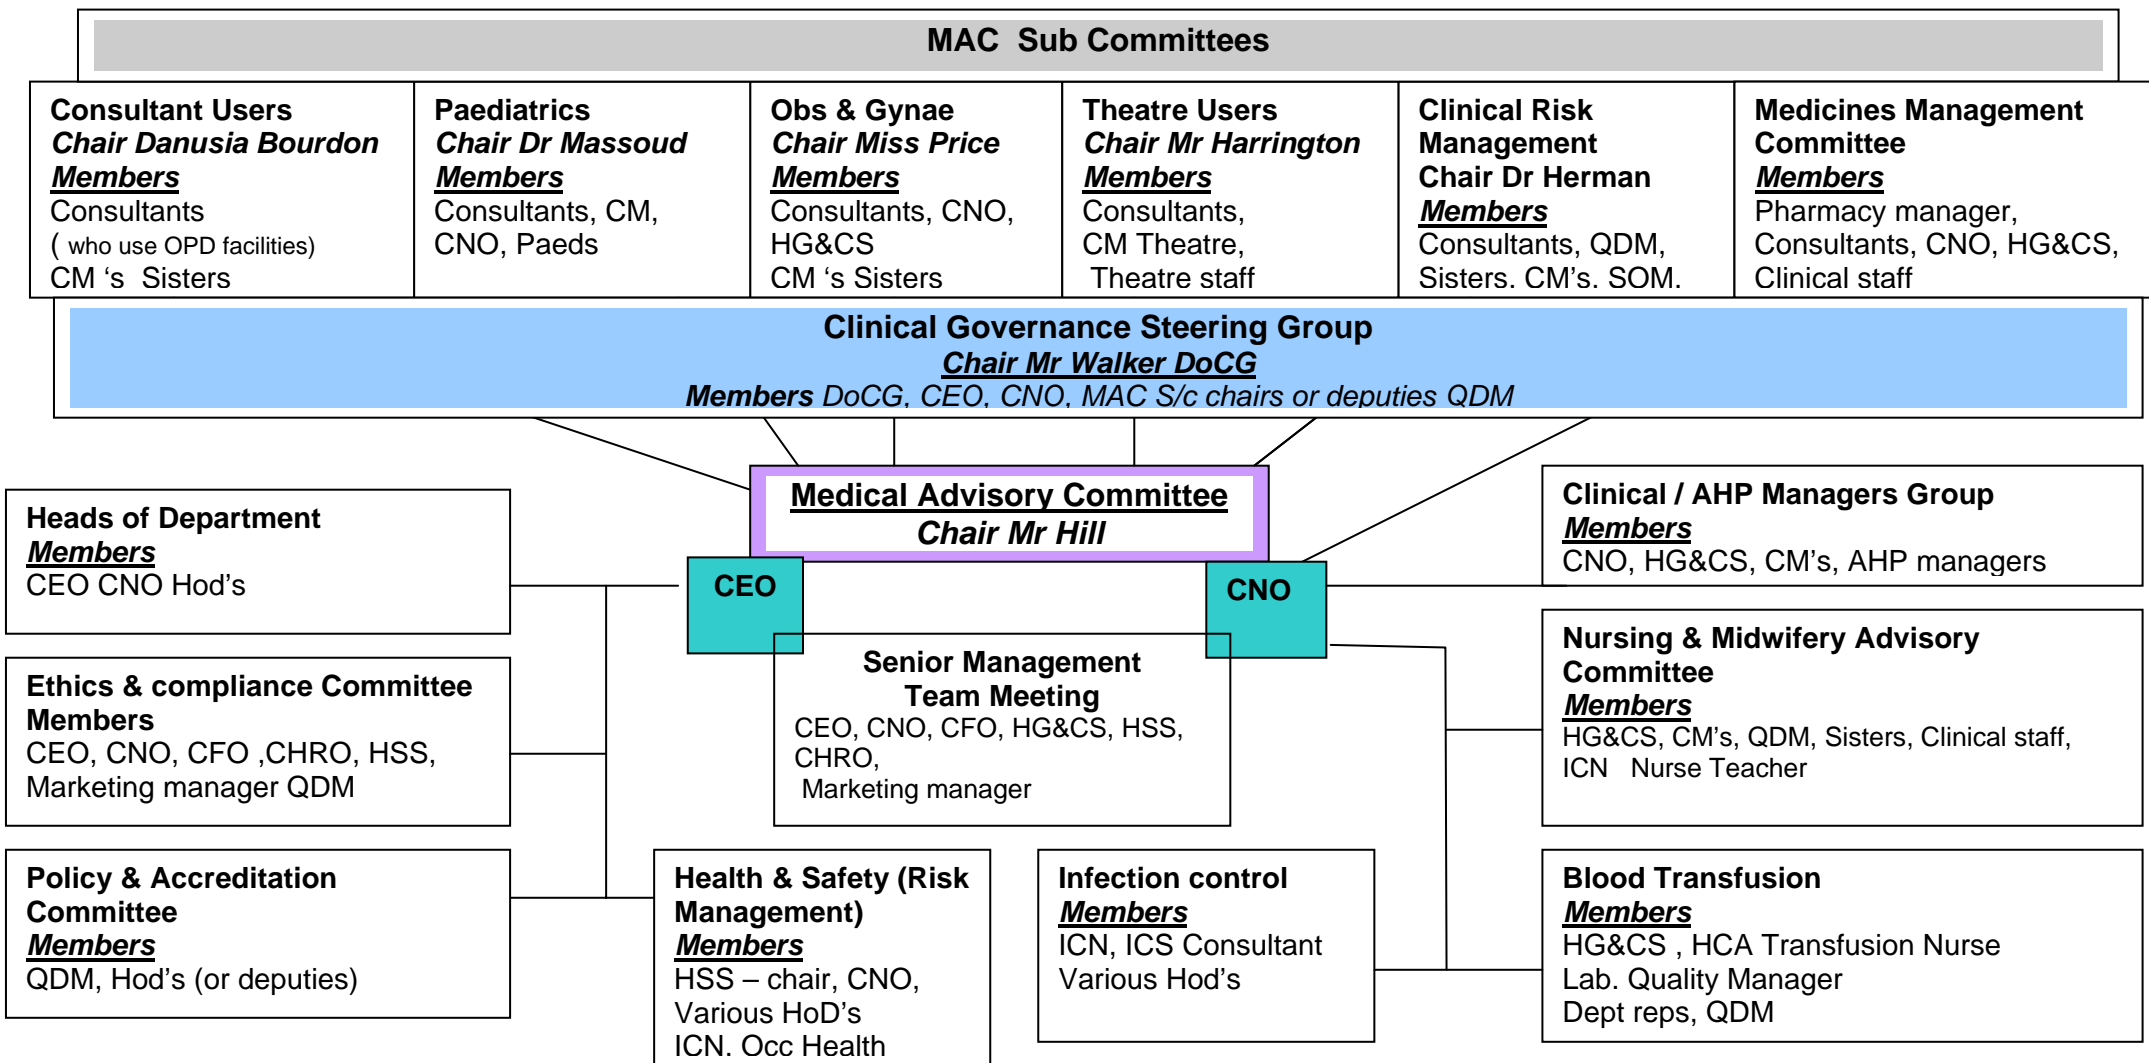 MAC  Sub Committees
Consultant Users
Chair Danusia Bourdon
Members
Consultants
( who use OPD facilities)
CM ‘s  Sisters
Paediatrics
Chair Dr Massoud
Members
Consultants, CM,
CNO, Paeds
Obs & Gynae
Chair Miss Price
Members
Consultants, CNO,
HG&CS
CM ‘s Sisters
Theatre Users
Chair Mr Harrington
Members
Consultants,
CM Theatre,
Theatre staff
Clinical Risk
Management
Chair Dr Herman
Members
Consultants, QDM,
Sisters. CM’s. SOM.
Medicines Management
Committee
Members
Pharmacy manager,
Consultants, CNO, HG&CS,
Clinical staff
Clinical Governance Steering Group
Chair Mr Walker DoCG
Members DoCG, CEO, CNO, MAC S/c chairs or deputies QDM
Medical Advisory Committee
Chair Mr Hill
CEO
CNO
Senior Management
Team Meeting
CEO, CNO, CFO, HG&CS, HSS,
CHRO,
Marketing manager
Heads of Department
Members
CEO CNO Hod’s
Ethics & compliance Committee
Members
CEO, CNO, CFO ,CHRO, HSS,
Marketing manager QDM
Policy & Accreditation
Committee
Members
QDM, Hod’s (or deputies)
Health & Safety (Risk
Management)
Members
HSS – chair, CNO,
Various HoD’s
ICN. Occ Health
Infection control
Members
ICN, ICS Consultant
Various Hod’s
Clinical / AHP Managers Group
Members
CNO, HG&CS, CM’s, AHP managers
Nursing & Midwifery Advisory
Committee
Members
HG&CS, CM’s, QDM, Sisters, Clinical staff,
ICN   Nurse Teacher
Blood Transfusion
Members
HG&CS , HCA Transfusion Nurse
Lab. Quality Manager
Dept reps, QDM